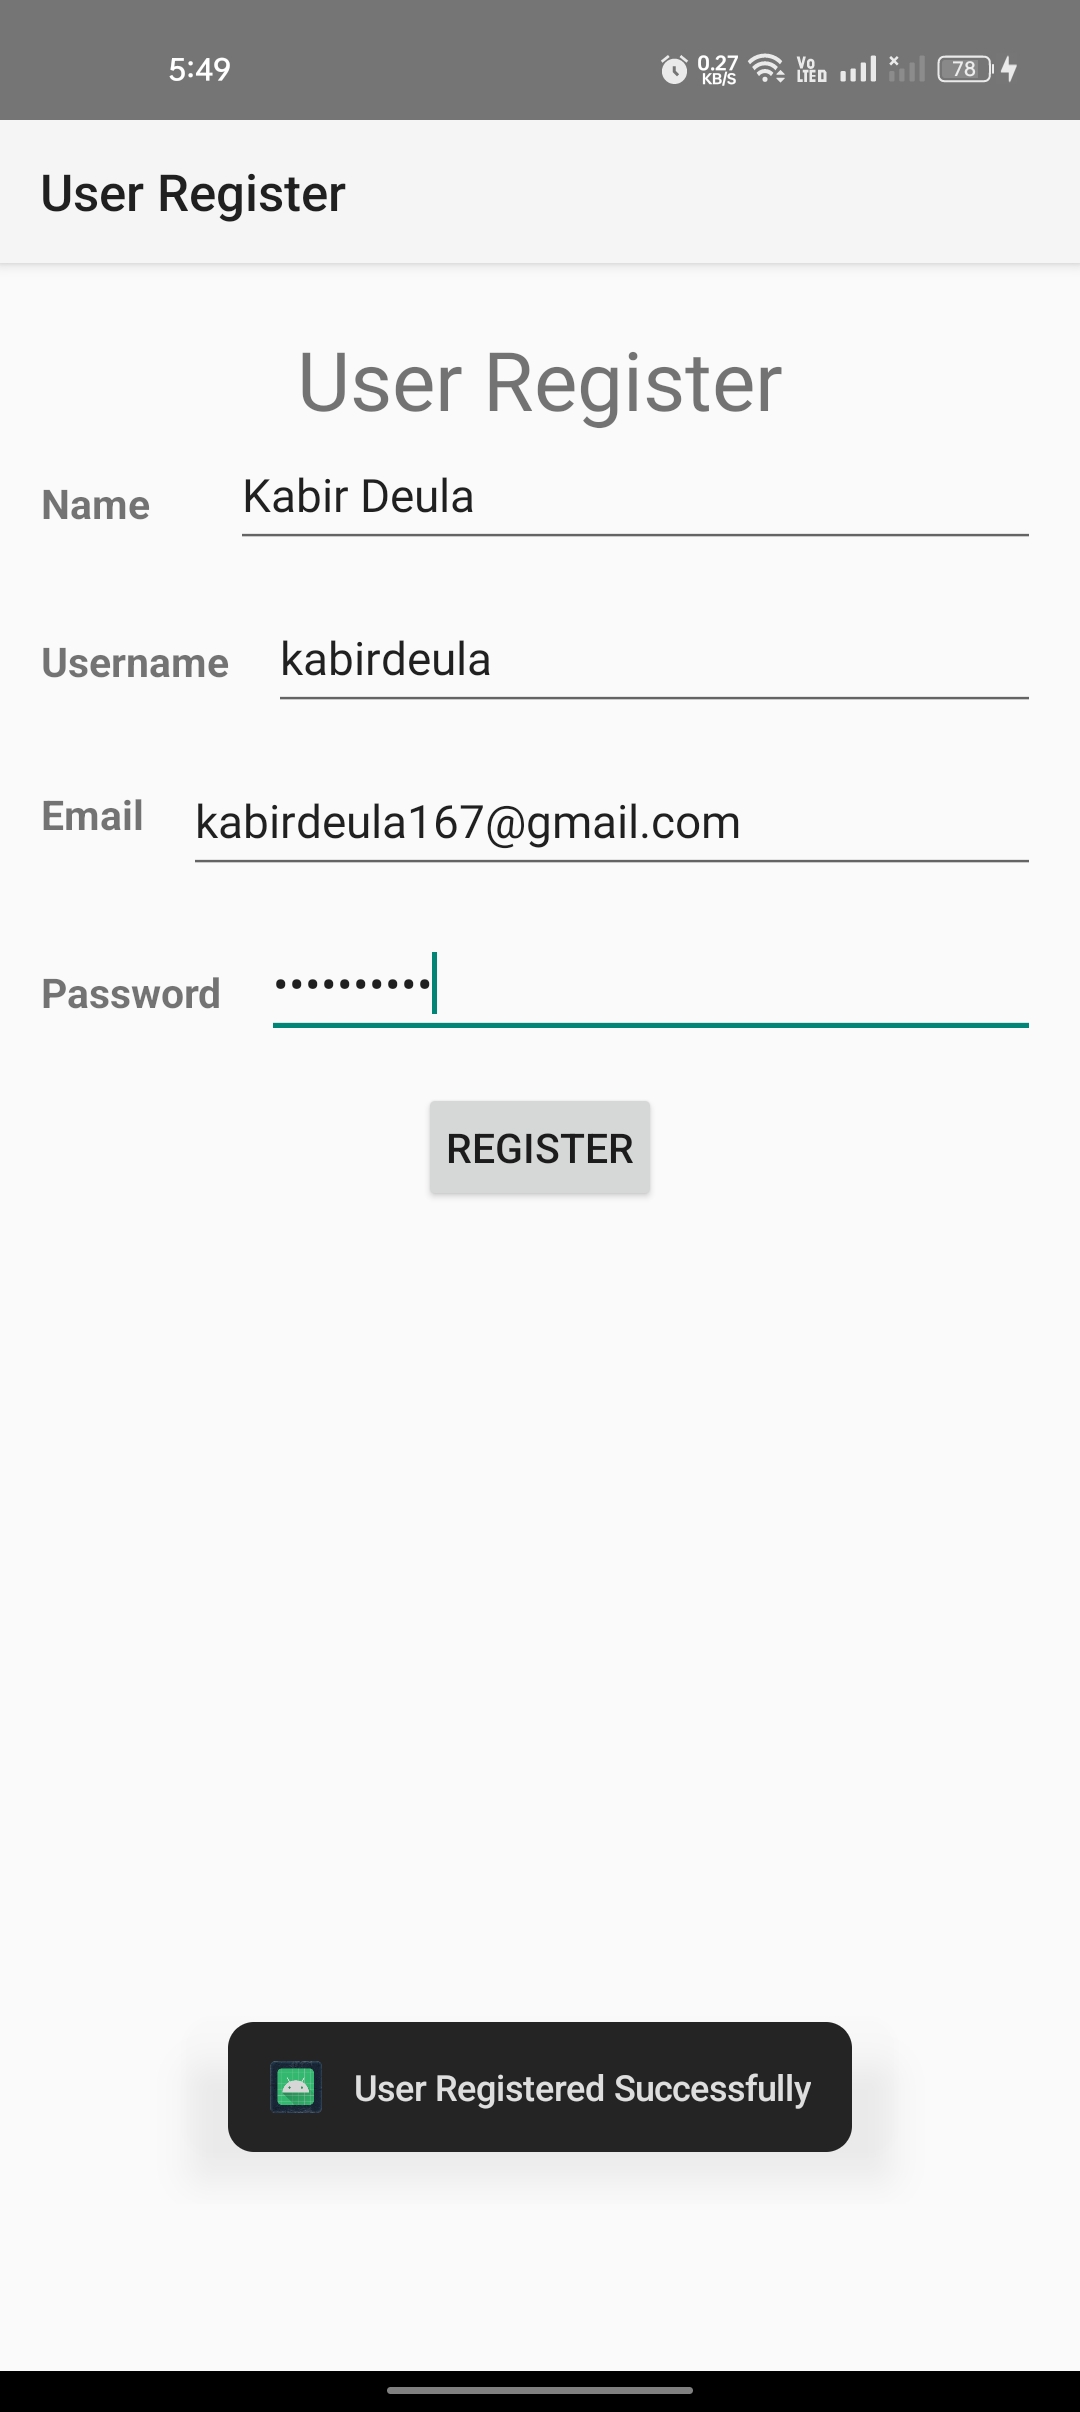 5:49 0.27 KB/S Vo LTED 78
User Register
User Register
Name Kabir Deula
Username kabirdeula
Email kabirdeula167@gmail.com
Password ••••••••••
REGISTER
User Registered Successfully